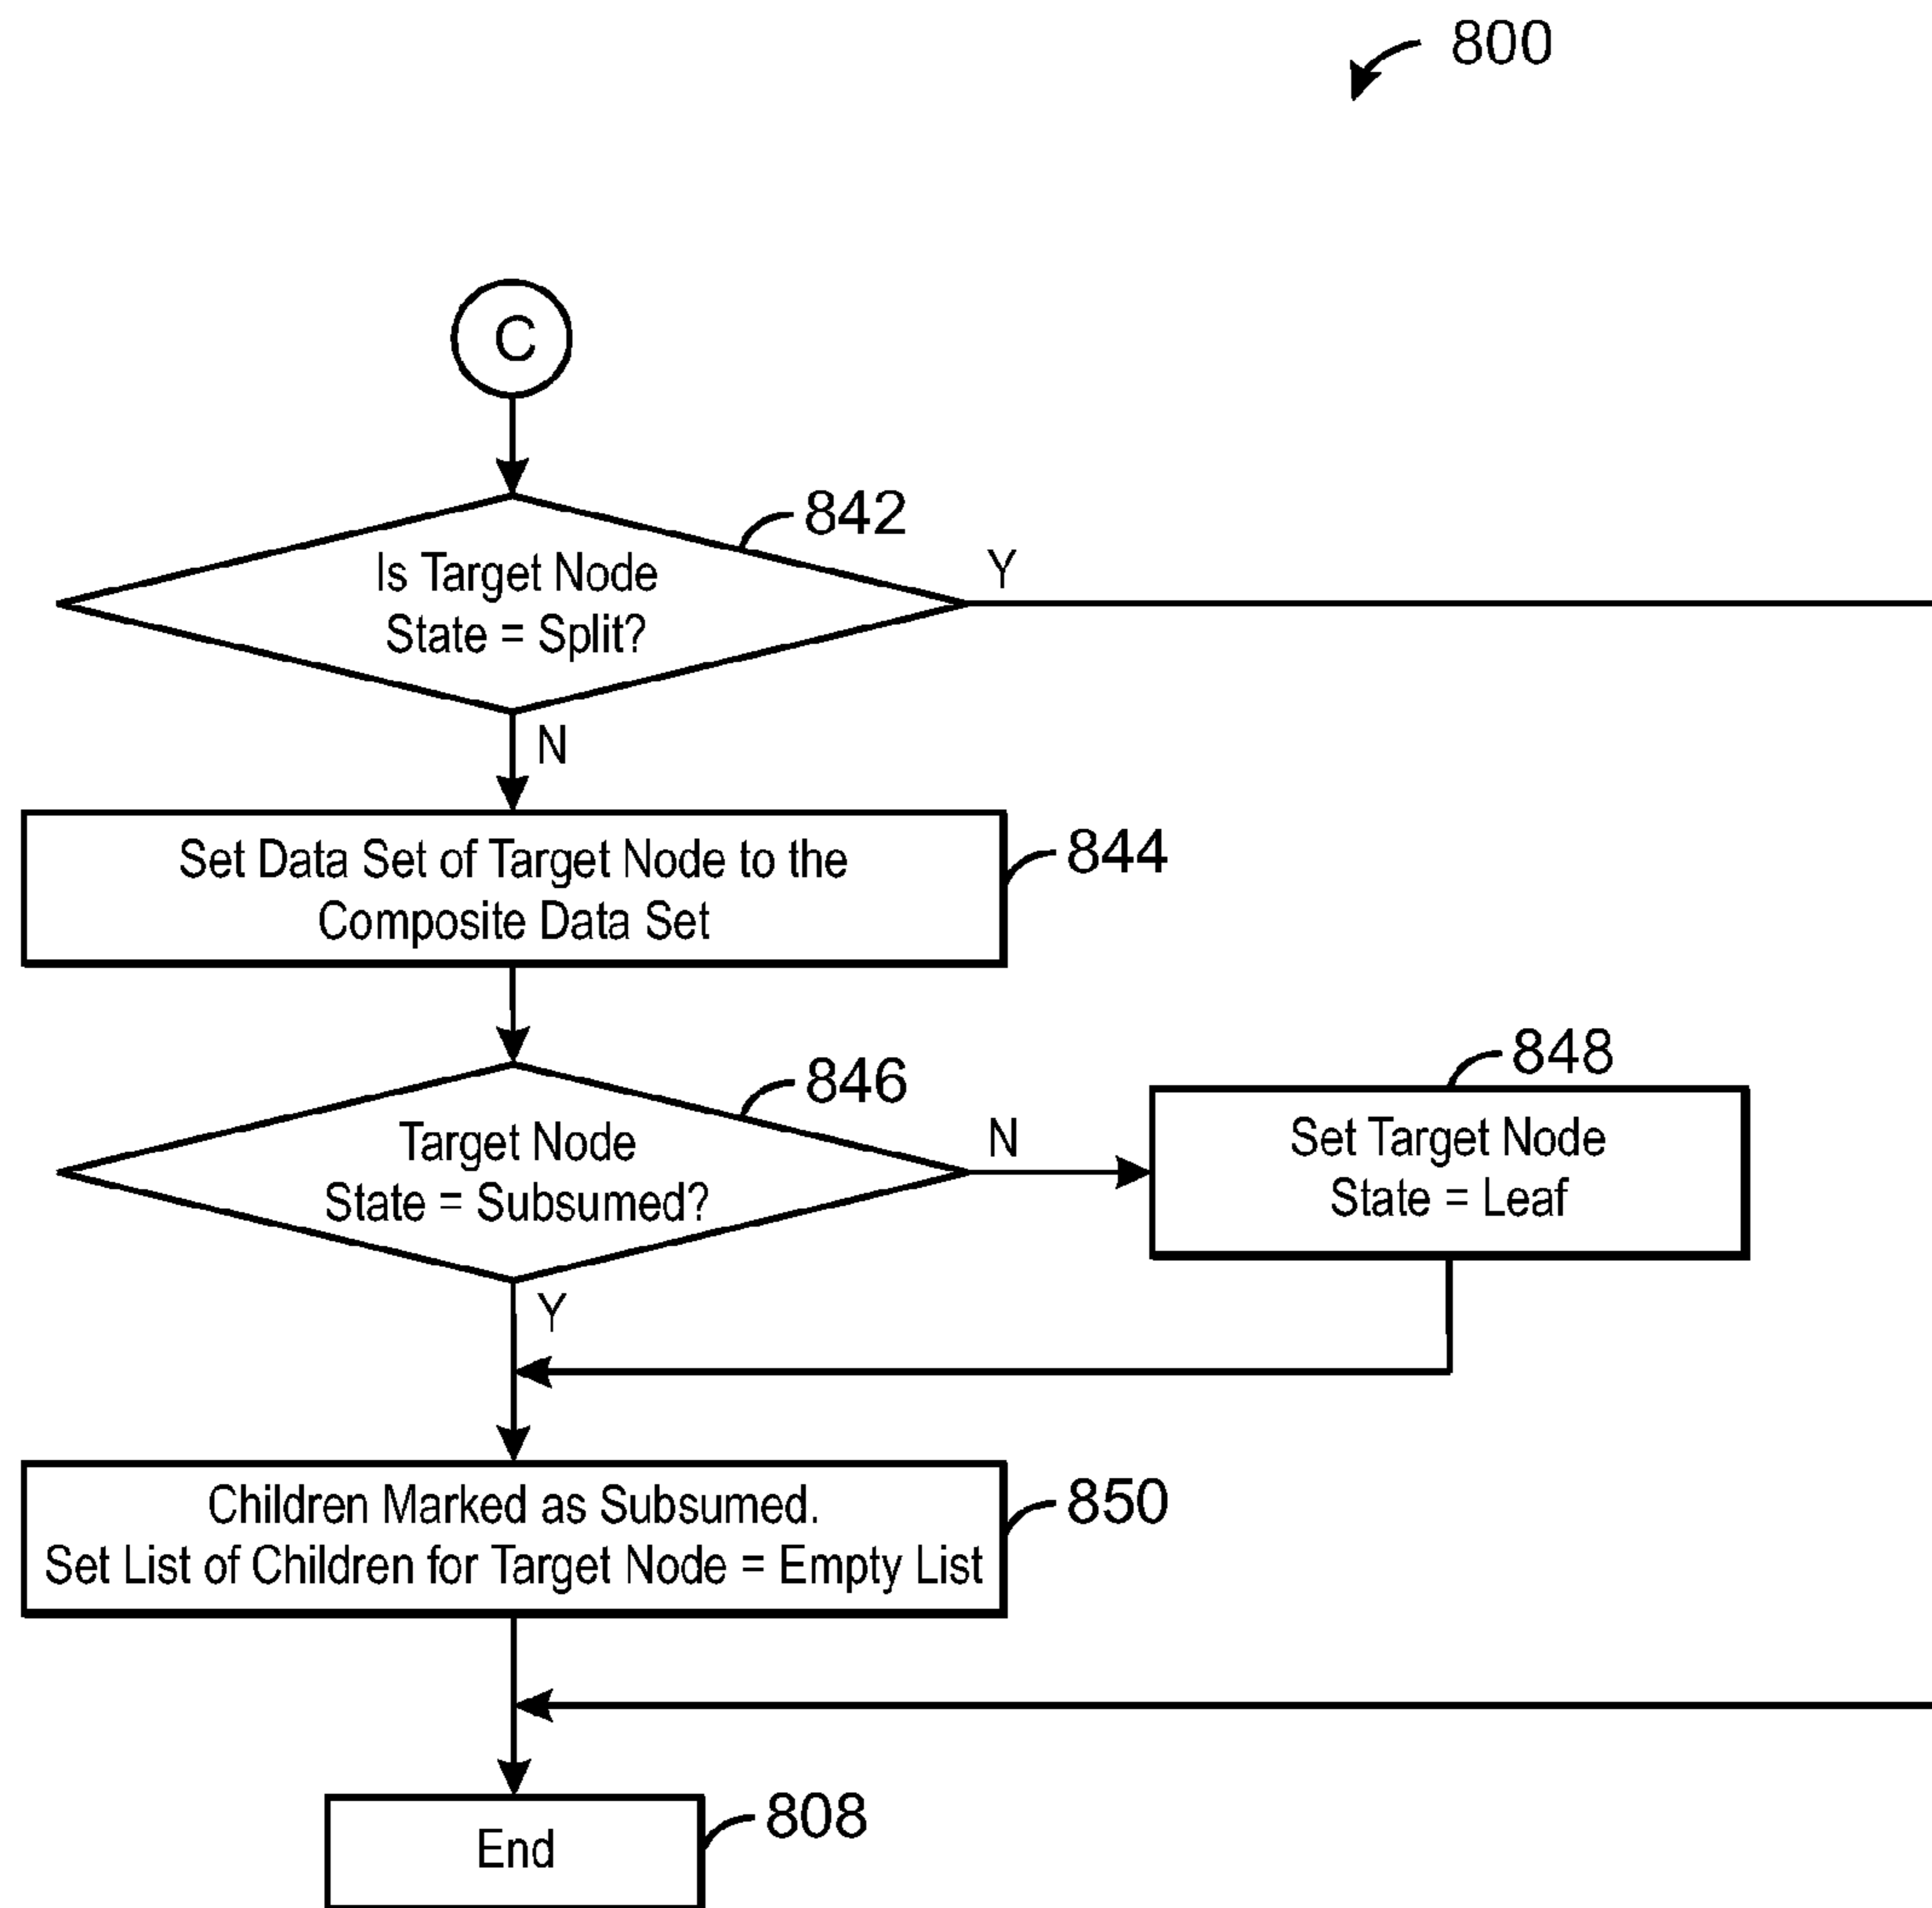 800
C
842
Is Target Node
State = Split?
Y
N
Set Data Set of Target Node to the
Composite Data Set
844
846
Target Node
State = Subsumed?
N
848
Set Target Node
State = Leaf
Y
Children Marked as Subsumed.
Set List of Children for Target Node = Empty List
850
End
808